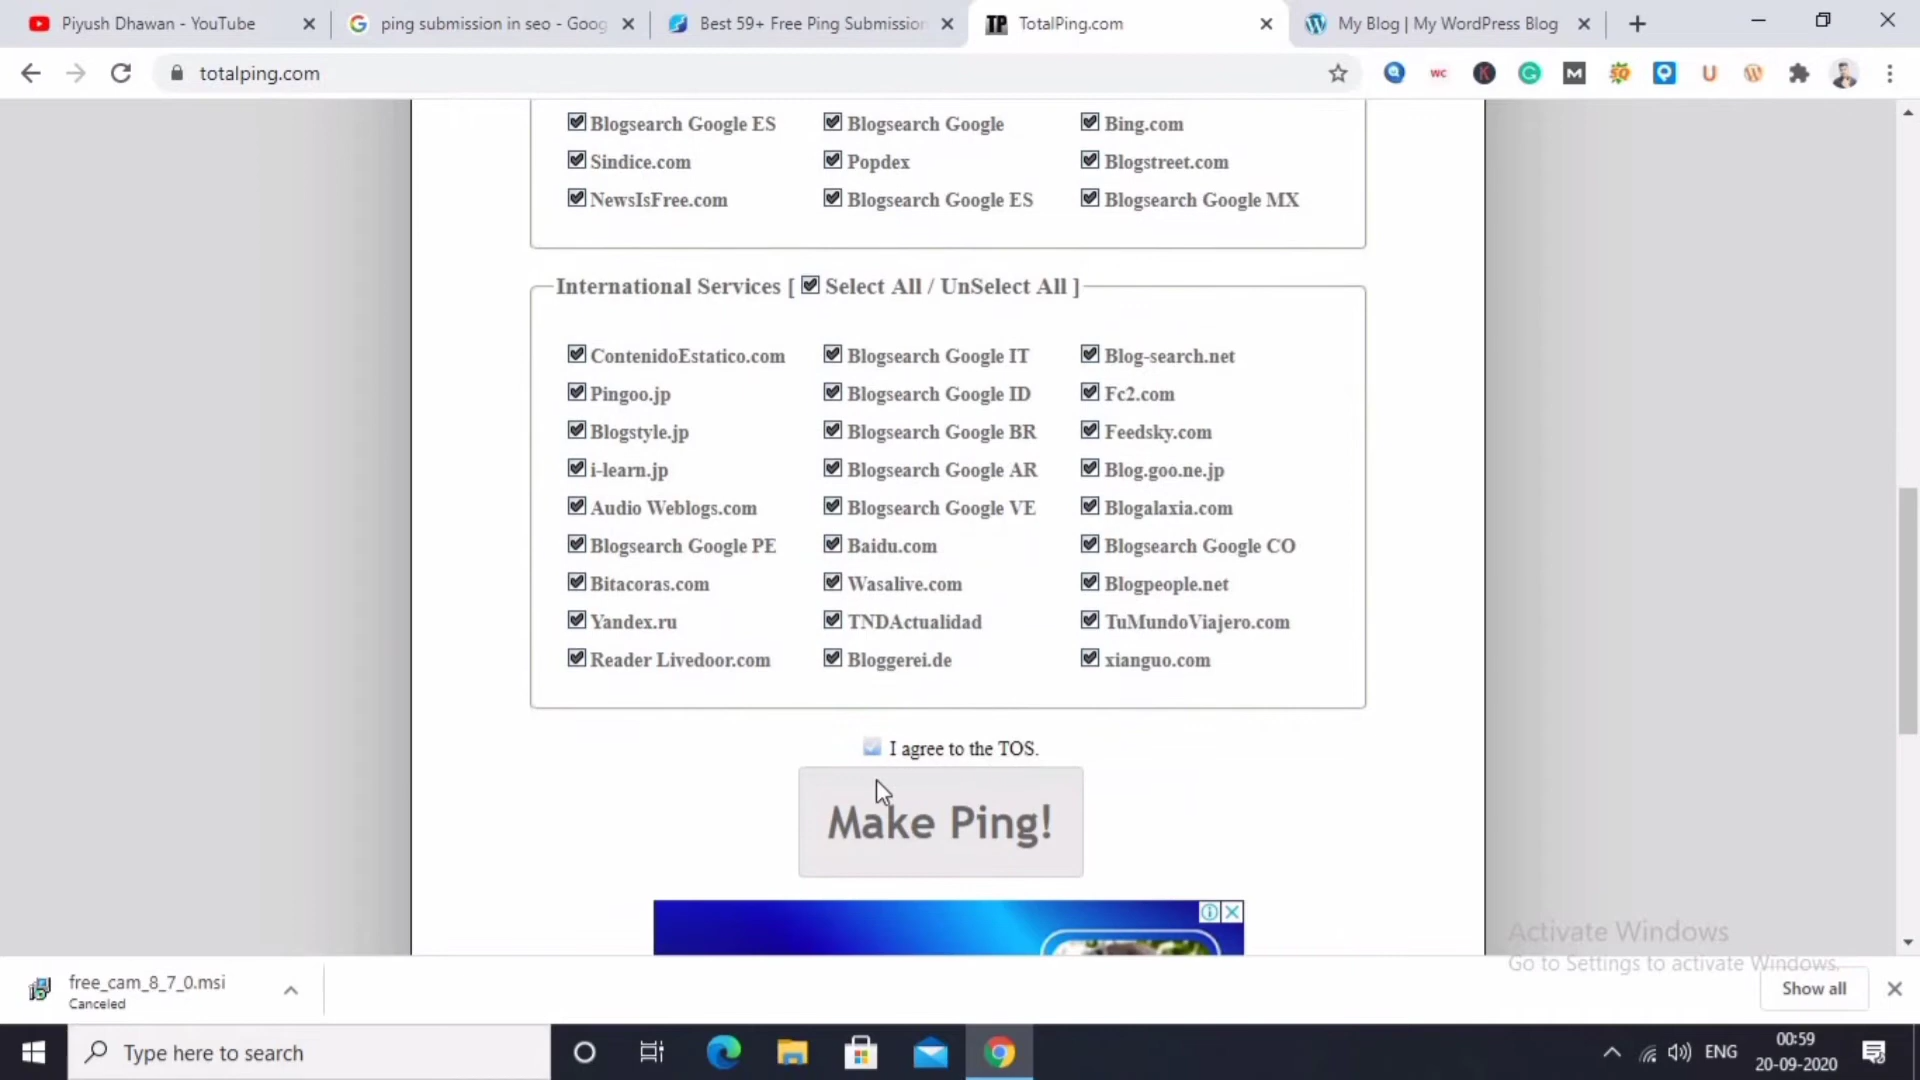 Piyush Dhawan - YouTube
ping submission in seo - Goog
Best 59+ Free Ping Submission
TP TotalPing.com
My Blog | My WordPress Blog
totalping.com
Blogsearch Google ES Blogsearch Google Bing.com
Sindice.com Popdex Blogstreet.com
NewsIsFree.com Blogsearch Google ES Blogsearch Google MX
International Services [ Select All / UnSelect All ]
ContenidoEstatico.com Blogsearch Google IT Blog-search.net
Pingoo.jp Blogsearch Google ID Fc2.com
Blogstyle.jp Blogsearch Google BR Feedsky.com
i-learn.jp Blogsearch Google AR Blog.goo.ne.jp
Audio Weblogs.com Blogsearch Google VE Blogalaxia.com
Blogsearch Google PE Baidu.com Blogsearch Google CO
Bitacoras.com Wasalive.com Blogpeople.net
Yandex.ru TNDActualidad TuMundoViajero.com
Reader Livedoor.com Bloggerei.de xianguo.com
I agree to the TOS.
Make Ping!
Activate Windows
Go to Settings to activate Windows.
free_cam_8_7_0.msi
Canceled
Show all
Type here to search
ENG
00:59
20-09-2020